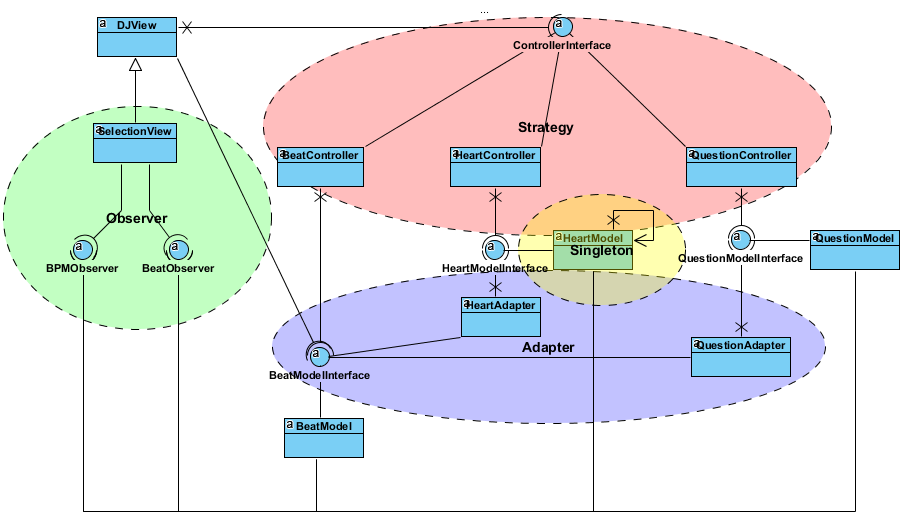 ...
a DJView
a
ControllerInterface
Strategy
a SelectionView
a BeatController
a HeartController
a QuestionController
Observer
a
BPMObserver
a
BeatObserver
a
HeartModelInterface
a HeartModel
Singleton
a
QuestionModelInterface
a QuestionModel
a HeartAdapter
Adapter
a QuestionAdapter
a
BeatModelInterface
a BeatModel